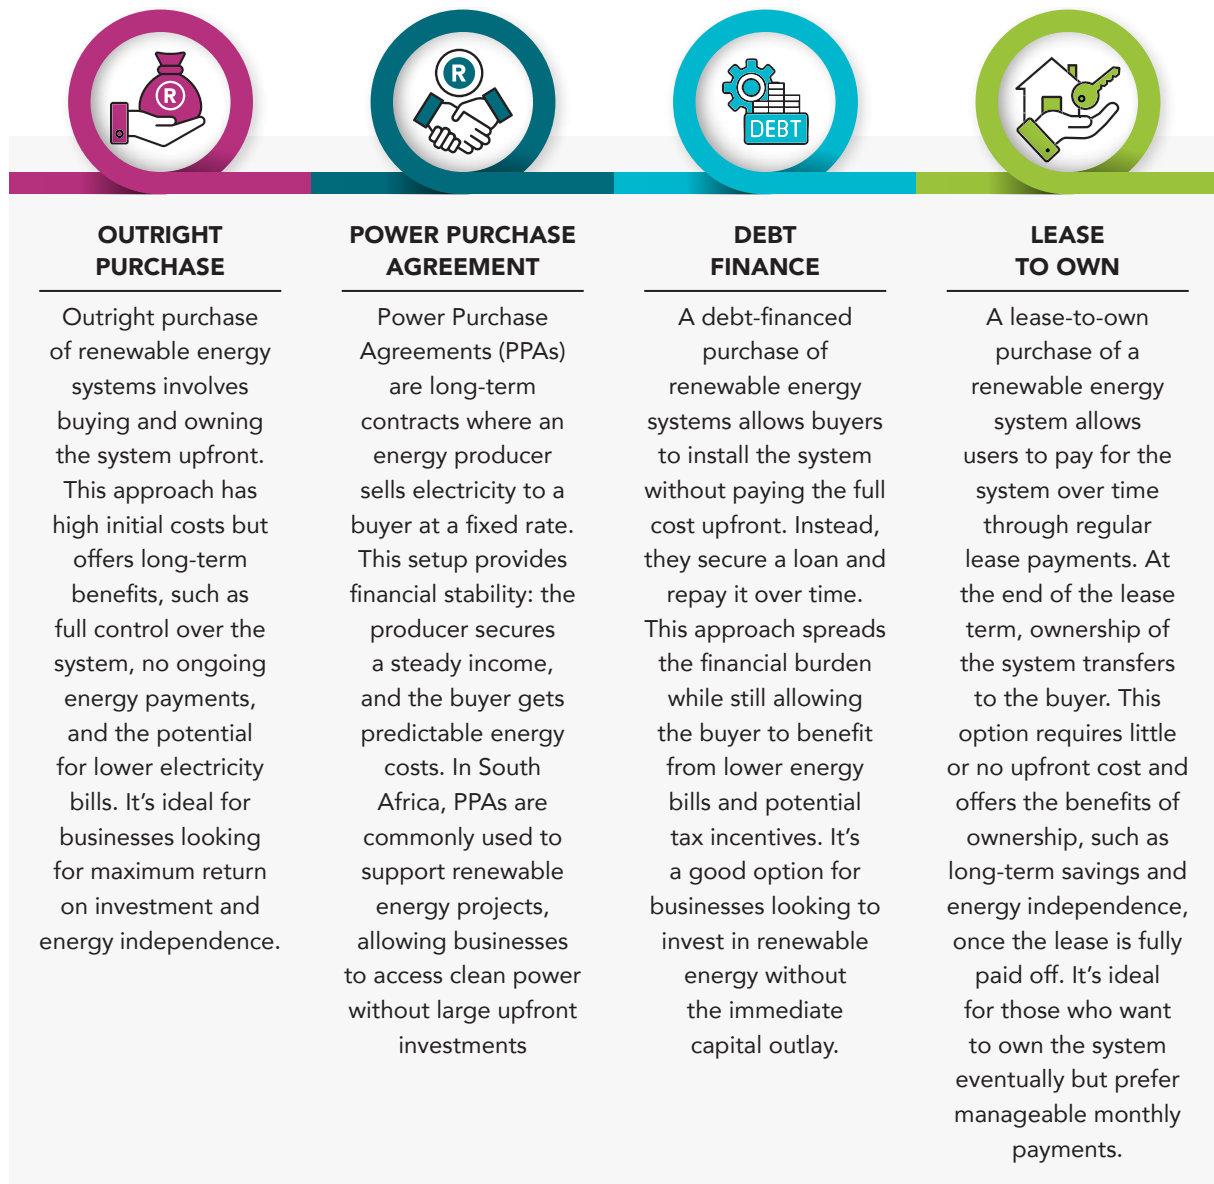 R
OUTRIGHT
PURCHASE
Outright purchase
of renewable energy
systems involves
buying and owning
the system upfront.
This approach has
high initial costs but
offers long-term
benefits, such as
full control over the
system, no ongoing
energy payments,
and the potential
for lower electricity
bills. It's ideal for
businesses looking
for maximum return
on investment and
energy independence.
R
POWER PURCHASE
AGREEMENT
Power Purchase
Agreements (PPAs)
are long-term
contracts where an
energy producer
sells electricity to a
buyer at a fixed rate.
This setup provides
financial stability: the
producer secures
a steady income,
and the buyer gets
predictable energy
costs. In South
Africa, PPAs are
commonly used to
support renewable
energy projects,
allowing businesses
to access clean power
without large upfront
investments
DEBT
DEBT
FINANCE
A debt-financed
purchase of
renewable energy
systems allows buyers
to install the system
without paying the full
cost upfront. Instead,
they secure a loan and
repay it over time.
This approach spreads
the financial burden
while still allowing
the buyer to benefit
from lower energy
bills and potential
tax incentives. It's
a good option for
businesses looking to
invest in renewable
energy without
the immediate
capital outlay.
LEASE
TO OWN
A lease-to-own
purchase of a
renewable energy
system allows
users to pay for the
system over time
through regular
lease payments. At
the end of the lease
term, ownership of
the system transfers
to the buyer. This
option requires little
or no upfront cost and
offers the benefits of
ownership, such as
long-term savings and
energy independence,
once the lease is fully
paid off. It's ideal
for those who want
to own the system
eventually but prefer
manageable monthly
payments.